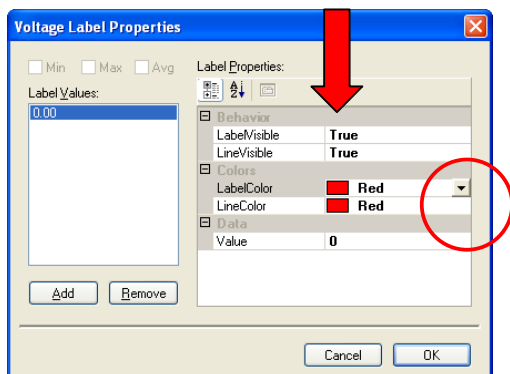 Voltage Label Properties
Min Max Avg
Label Values:
0.00
Add Remove
Label Properties:
Behavior
LabelVisible True
LineVisible True
Colors
LabelColor Red
LineColor Red
Data
Value 0
Cancel OK